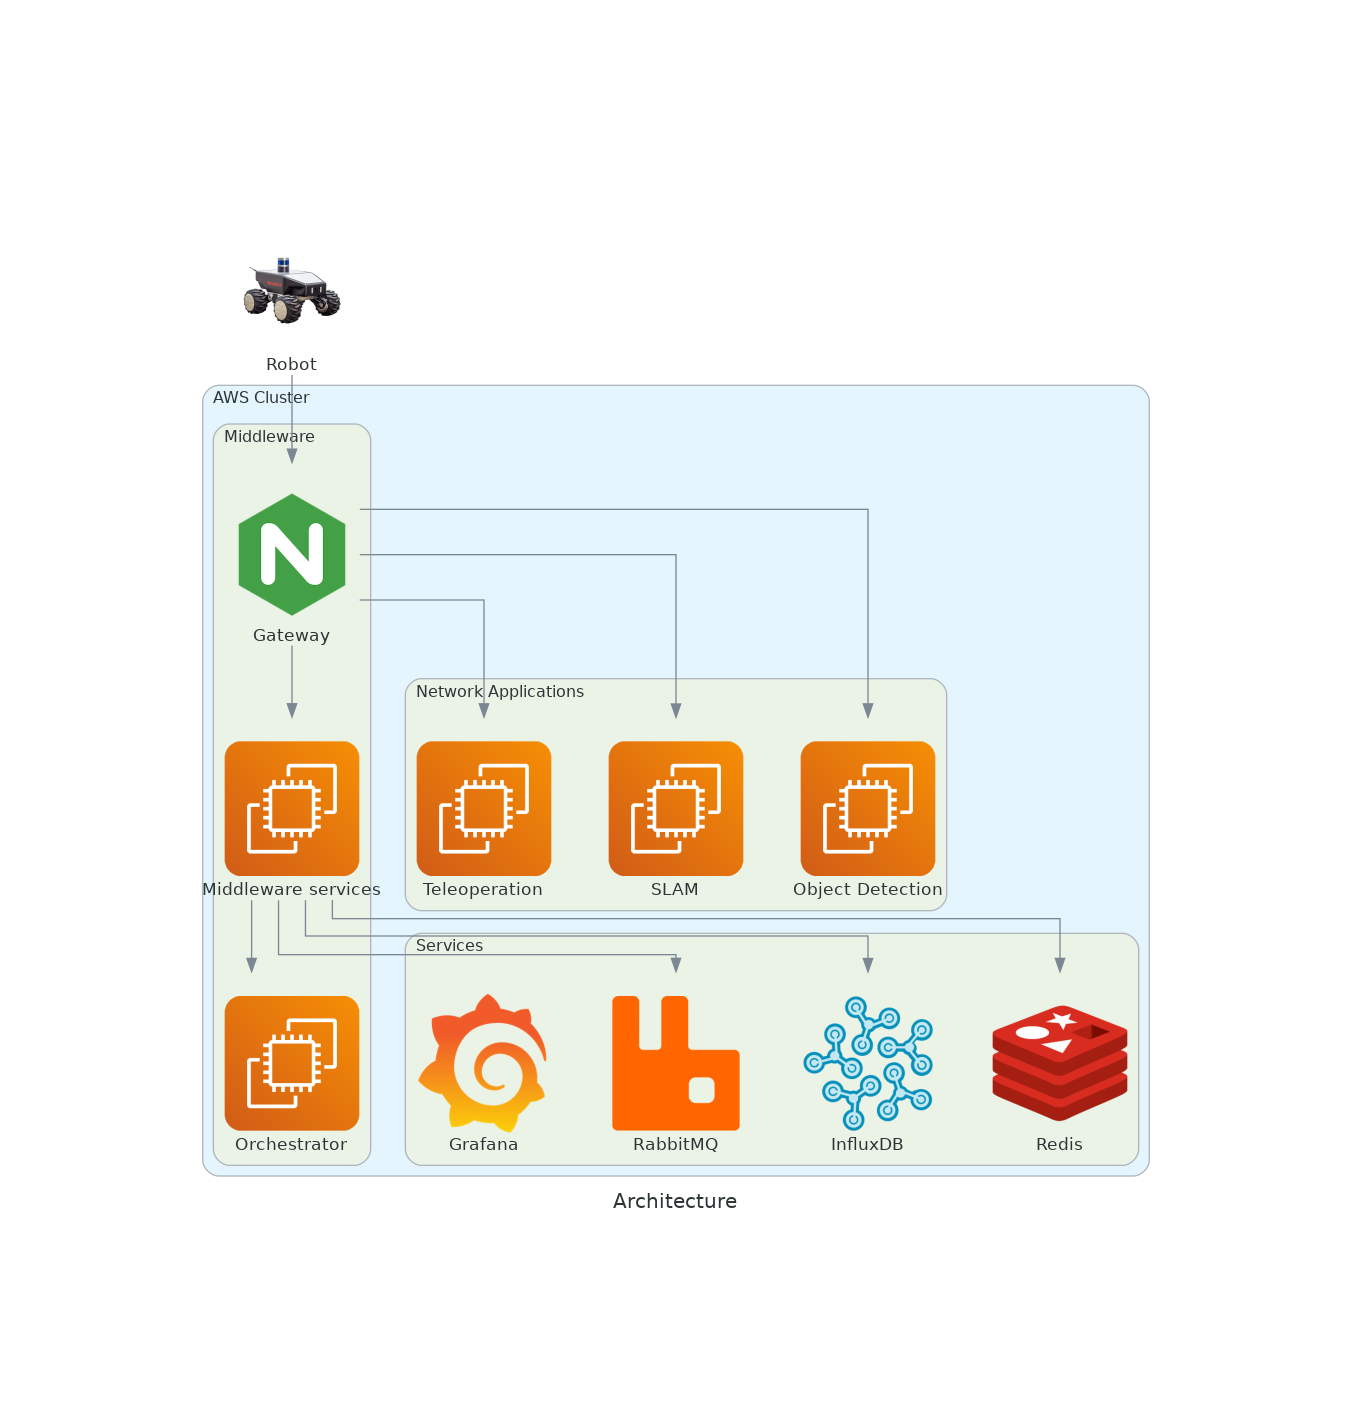 Robot
AWS Cluster
Middleware
N
Gateway
Network Applications
Middleware services
Teleoperation
SLAM
Object Detection
Services
Orchestrator
Grafana
RabbitMQ
InfluxDB
Redis
Architecture